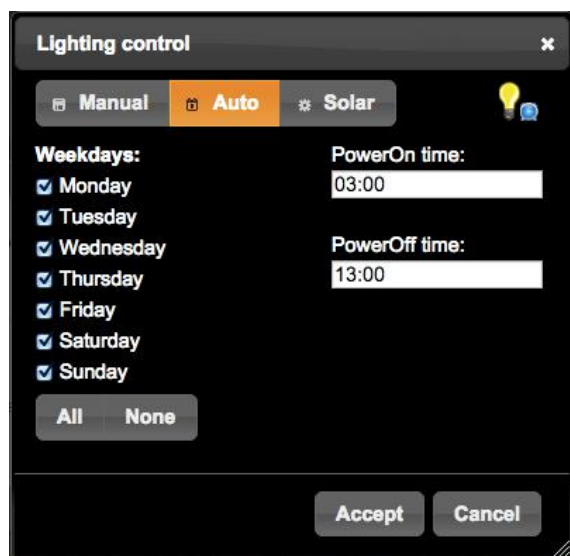 Lighting control
Manual Auto Solar
Weekdays:
Monday
Tuesday
Wednesday
Thursday
Friday
Saturday
Sunday
All None
PowerOn time:
03:00
PowerOff time:
13:00
Accept Cancel